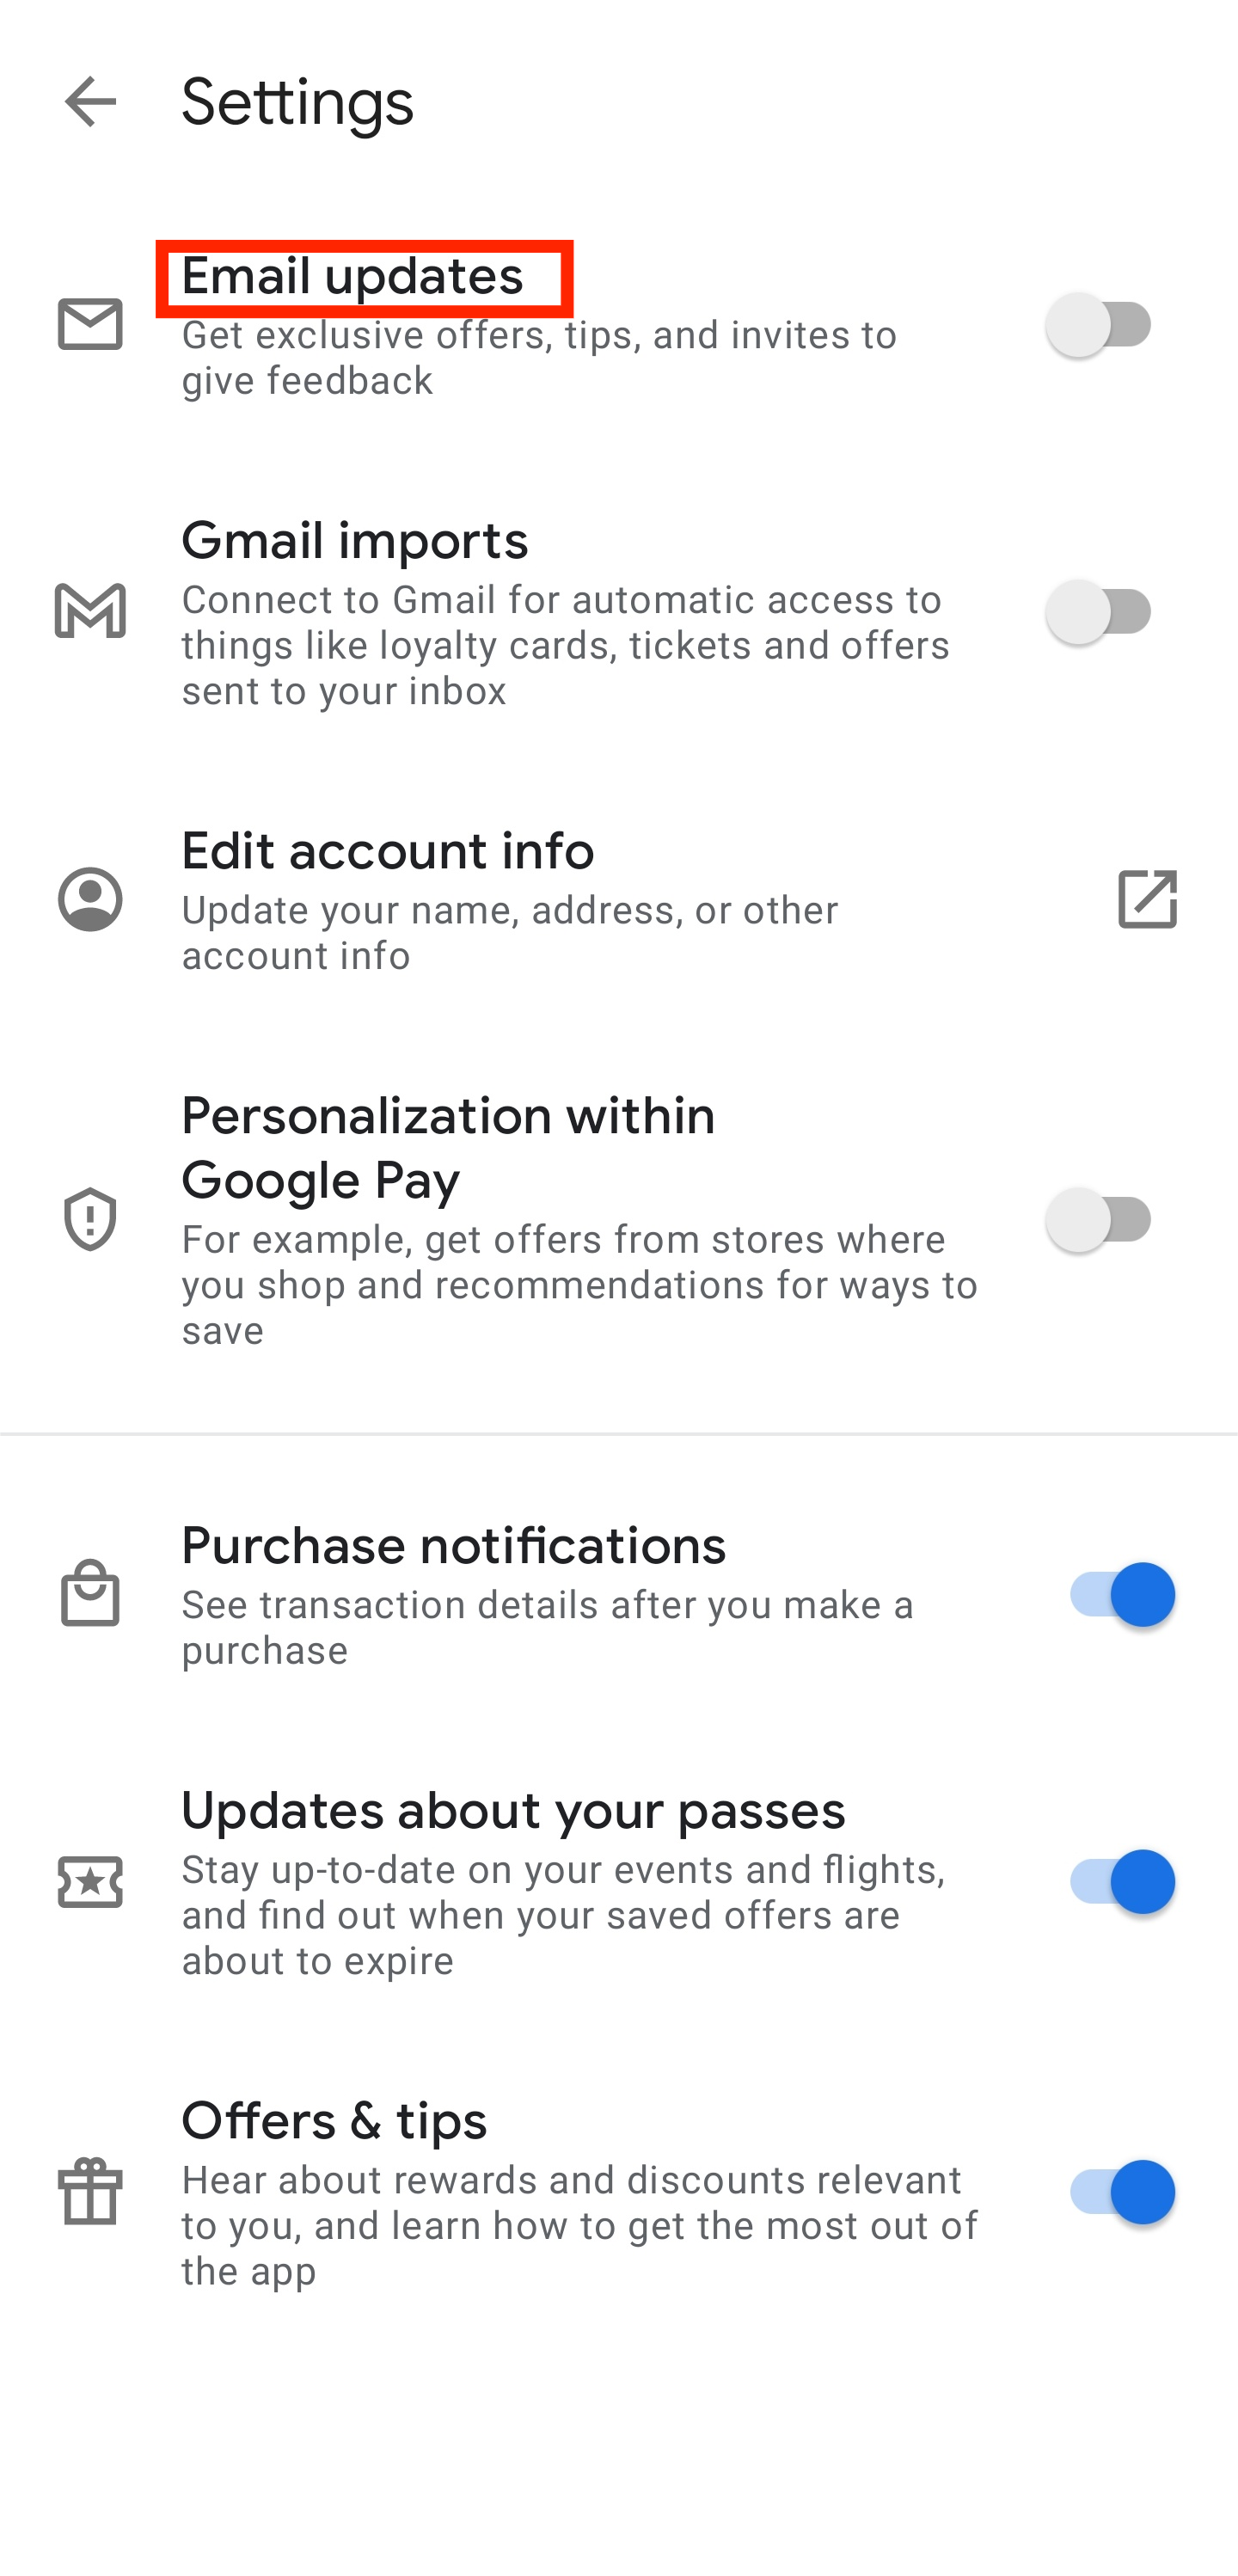 Settings
Email updates
Get exclusive offers, tips, and invites to
give feedback
Gmail imports
Connect to Gmail for automatic access to
things like loyalty cards, tickets and offers
sent to your inbox
Edit account info
Update your name, address, or other
account info
Personalization within
Google Pay
For example, get offers from stores where
you shop and recommendations for ways to
save
Purchase notifications
See transaction details after you make a
purchase
Updates about your passes
Stay up-to-date on your events and flights,
and find out when your saved offers are
about to expire
Offers & tips
Hear about rewards and discounts relevant
to you, and learn how to get the most out of
the app